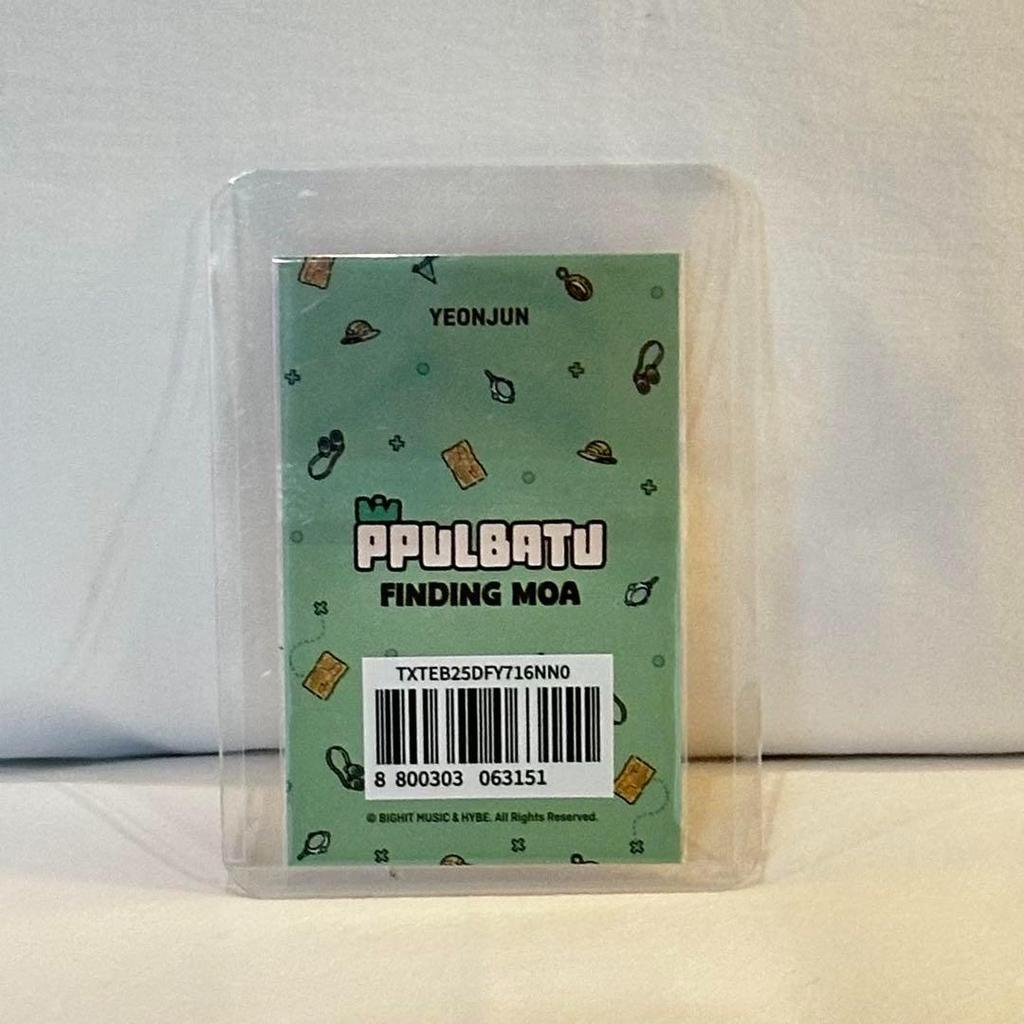 YEONJUN
PPULBATU
FINDING MOA
TXTEB25DFY716NN0
8 800303 063151
© BIGHIT MUSIC & HYBE. All Rights Reserved.